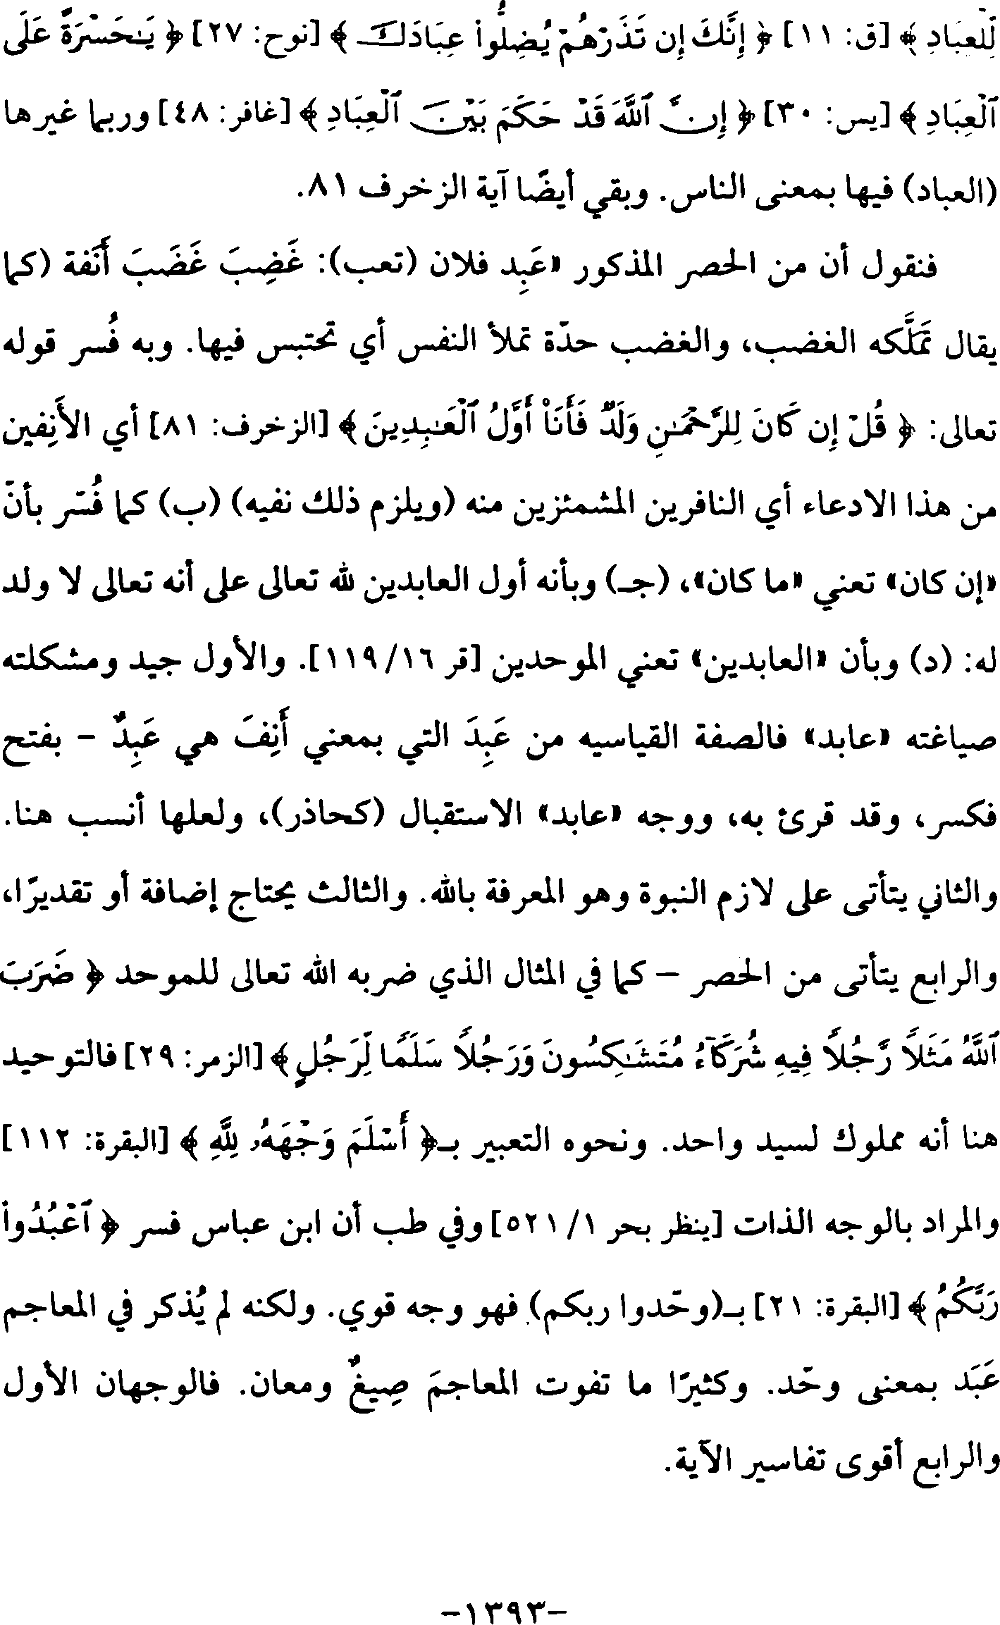 لِّلْعِبَادِ ﴾ [ق: ١١] ﴿ إِنَّكَ إِن تَذَرْهُمْ يُضِلُّواْ عِبَادَكَ ﴾ [نوح: ٢٧] ﴿ يَـٰحَسْرَةً عَلَى
ٱلْعِبَادِ ﴾ [يس: ٣٠] ﴿ إِنَّ ٱللَّهَ قَدْ حَكَمَ بَيْنَ ٱلْعِبَادِ ﴾ [غافر: ٤٨] وربما غيرها
(العباد) فيها بمعنى الناس. وبقي أيضًا آية الزخرف ٨١.
فنقول أن من الحصر المذكور «عَبِد فلان (تعب): غَضِبَ غَضَبَ أَنَفة (كما
يقال تَمَلَّكه الغضب، والغضب حدّة تملأ النفس أي تحتبس فيها. وبه فُسر قوله
تعالى: ﴿ قُلْ إِن كَانَ لِلرَّحْمَـٰنِ وَلَدٌ فَأَنَاْ أَوَّلُ ٱلْعَـٰبِدِينَ ﴾ [الزخرف: ٨١] أي الأَنِفين
من هذا الادعاء أي النافرين المشمئزين منه (ويلزم ذلك نفيه) (ب) كما فُسّر بأنّ
«إن كان» تعني «ما كان»، (جـ) وبأنه أول العابدين لله تعالى على أنه تعالى لا ولد
له: (د) وبأن «العابدين» تعني الموحدين [قر ١٦/ ١١٩]. والأول جيد ومشكلته
صياغته «عابد» فالصفة القياسيه من عَبِدَ التي بمعني أَنِفَ هي عَبِدٌ - بفتح
فكسر، وقد قرئ به، ووجه «عابد» الاستقبال (كحاذر)، ولعلها أنسب هنا.
والثاني يتأتى على لازم النبوة وهو المعرفة بالله. والثالث يحتاج إضافة أو تقديرًا،
والرابع يتأتى من الحصر - كما في المثال الذي ضربه الله تعالى للموحد ﴿ ضَرَبَ
ٱللَّهُ مَثَلاً رَّجُلاً فِيهِ شُرَكَآءُ مُتَشَـٰكِسُونَ وَرَجُلاً سَلَمًا لِّرَجُلٍ ﴾ [الزمر: ٢٩] فالتوحيد
هنا أنه مملوك لسيد واحد. ونحوه التعبير بـ﴿ أَسْلَمَ وَجْهَهُۥ لِلَّهِ ﴾ [البقرة: ١١٢]
والمراد بالوجه الذات [ينظر بحر ١/ ٥٢١] وفي طب أن ابن عباس فسر ﴿ ٱعْبُدُواْ
رَبَّكُمُ ﴾ [البقرة: ٢١] بـ(وحّدوا ربكم) فهو وجه قوي. ولكنه لم يُذكر في المعاجم
عَبَد بمعنى وحّد. وكثيرًا ما تفوت المعاجمَ صِيغٌ ومعان. فالوجهان الأول
والرابع أقوى تفاسير الآية.
-١٣٩٣-